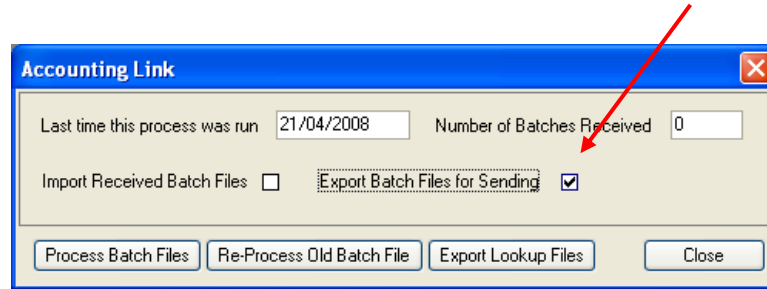 Accounting Link
Last time this process was run 21/04/2008 Number of Batches Received 0
Import Received Batch Files Export Batch Files for Sending
Process Batch Files Re-Process Old Batch File Export Lookup Files Close